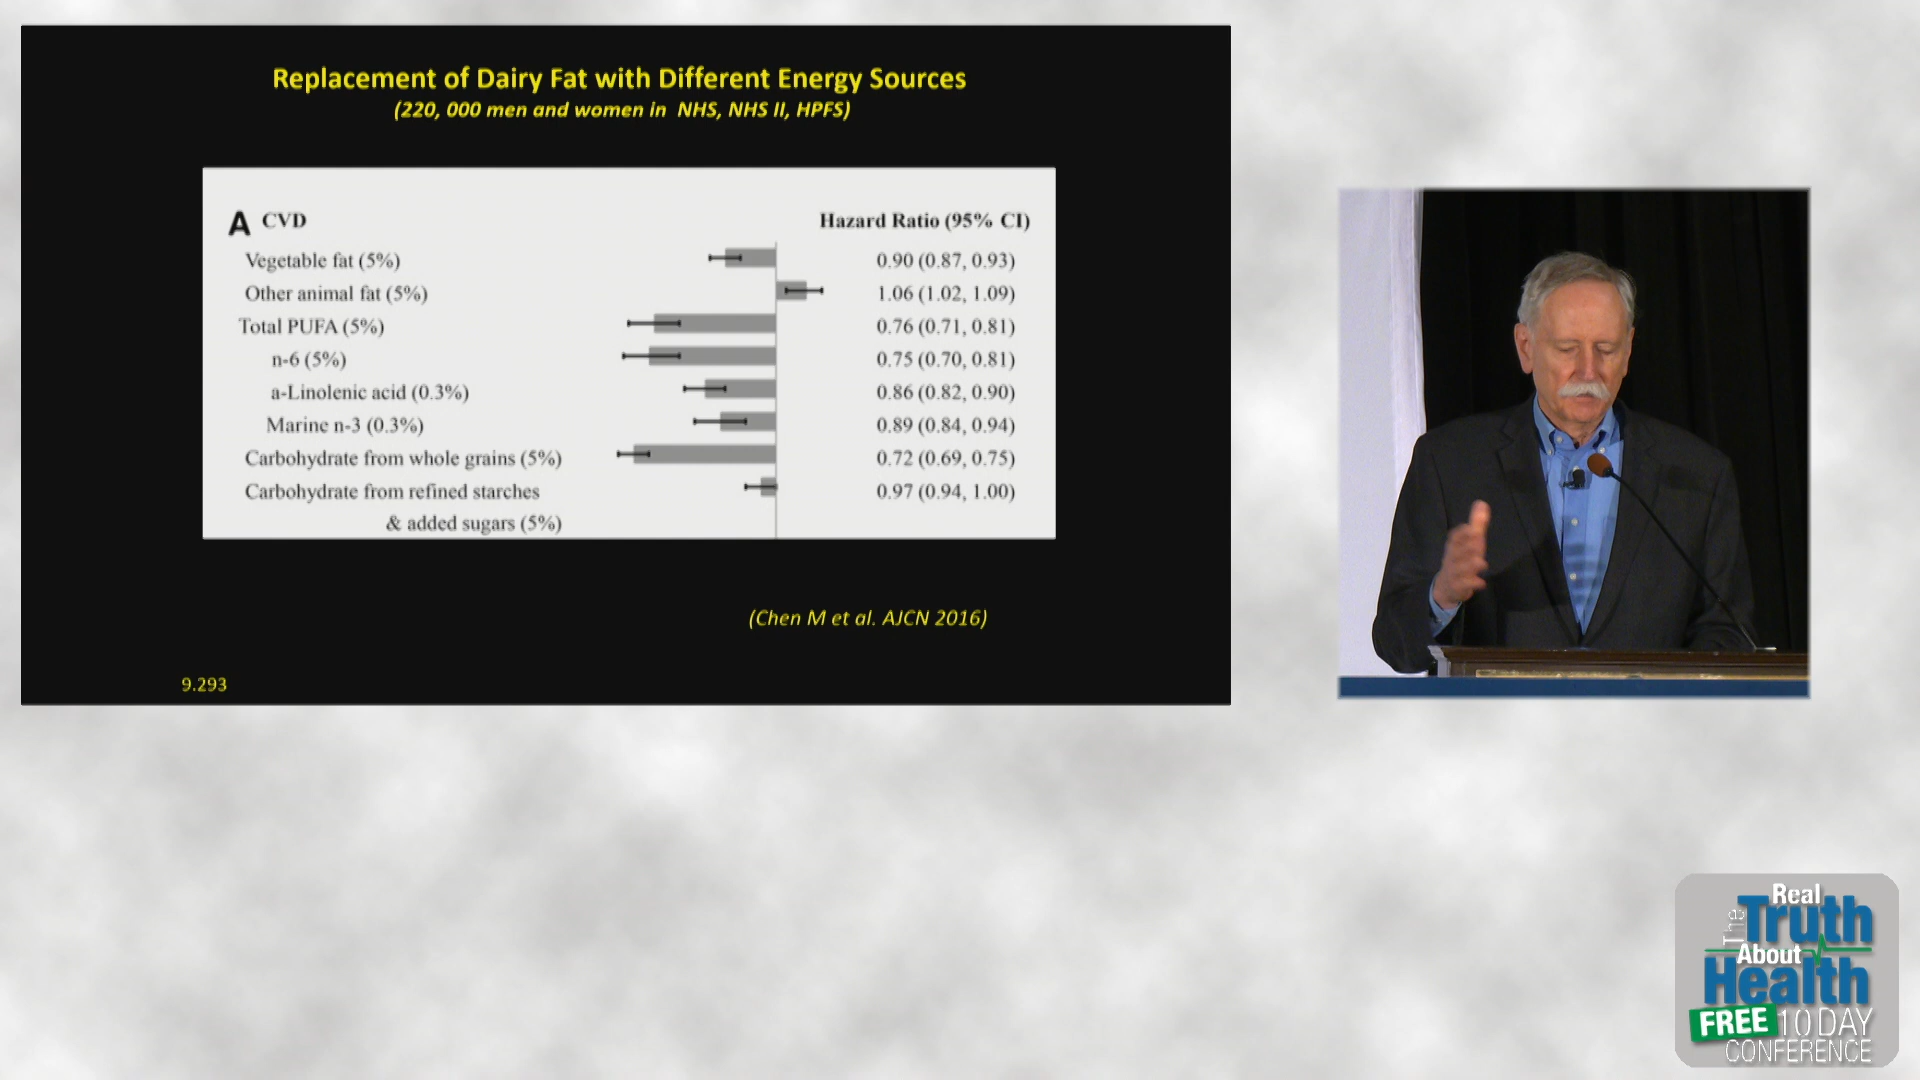 Replacement of Dairy Fat with Different Energy Sources
(220, 000 men and women in NHS, NHS II, HPFS)
A CVD
Hazard Ratio (95% CI)
Vegetable fat (5%) 0.90 (0.87, 0.93)
Other animal fat (5%) 1.06 (1.02, 1.09)
Total PUFA (5%) 0.76 (0.71, 0.81)
n-6 (5%) 0.75 (0.70, 0.81)
a-Linolenic acid (0.3%) 0.86 (0.82, 0.90)
Marine n-3 (0.3%) 0.89 (0.84, 0.94)
Carbohydrate from whole grains (5%) 0.72 (0.69, 0.75)
Carbohydrate from refined starches 0.97 (0.94, 1.00)
& added sugars (5%)
(Chen M et al. AJCN 2016)
9.293
The Real
Truth
About
Health
FREE 10 DAY
CONFERENCE